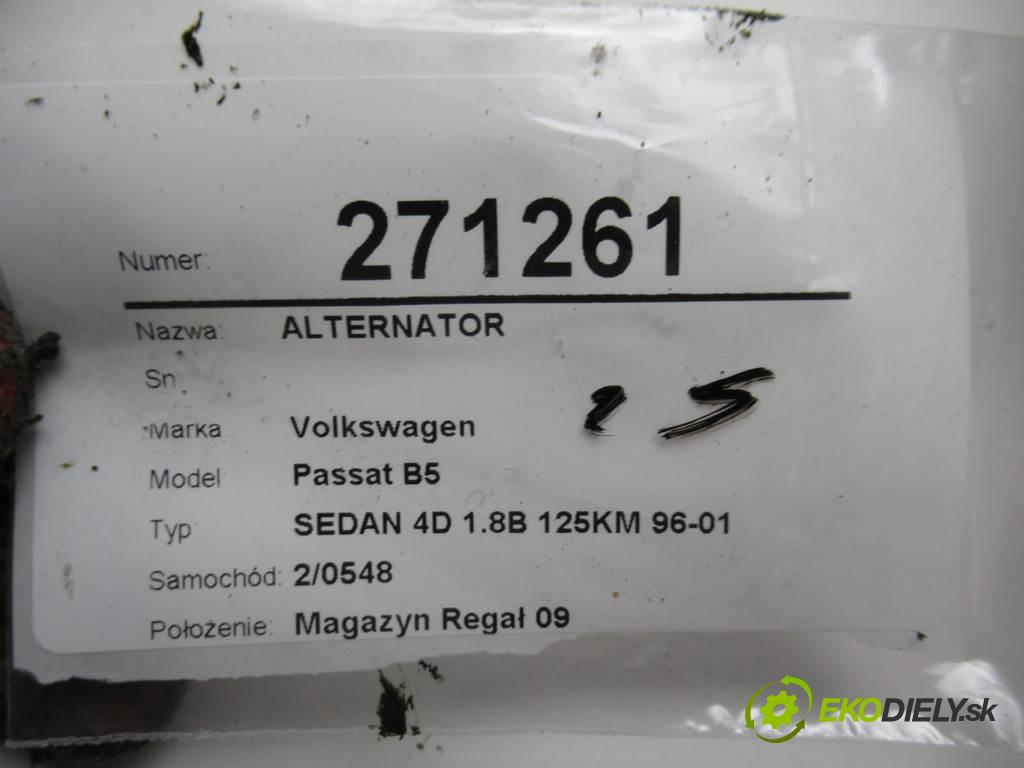 Numer: 271261
Nazwa: ALTERNATOR
Sn
25
Marka Volkswagen
Model Passat B5
Typ SEDAN 4D 1.8B 125KM 96-01
Samochód: 2/0548
Położenie: Magazyn Regał 09
EKODIELY.sk